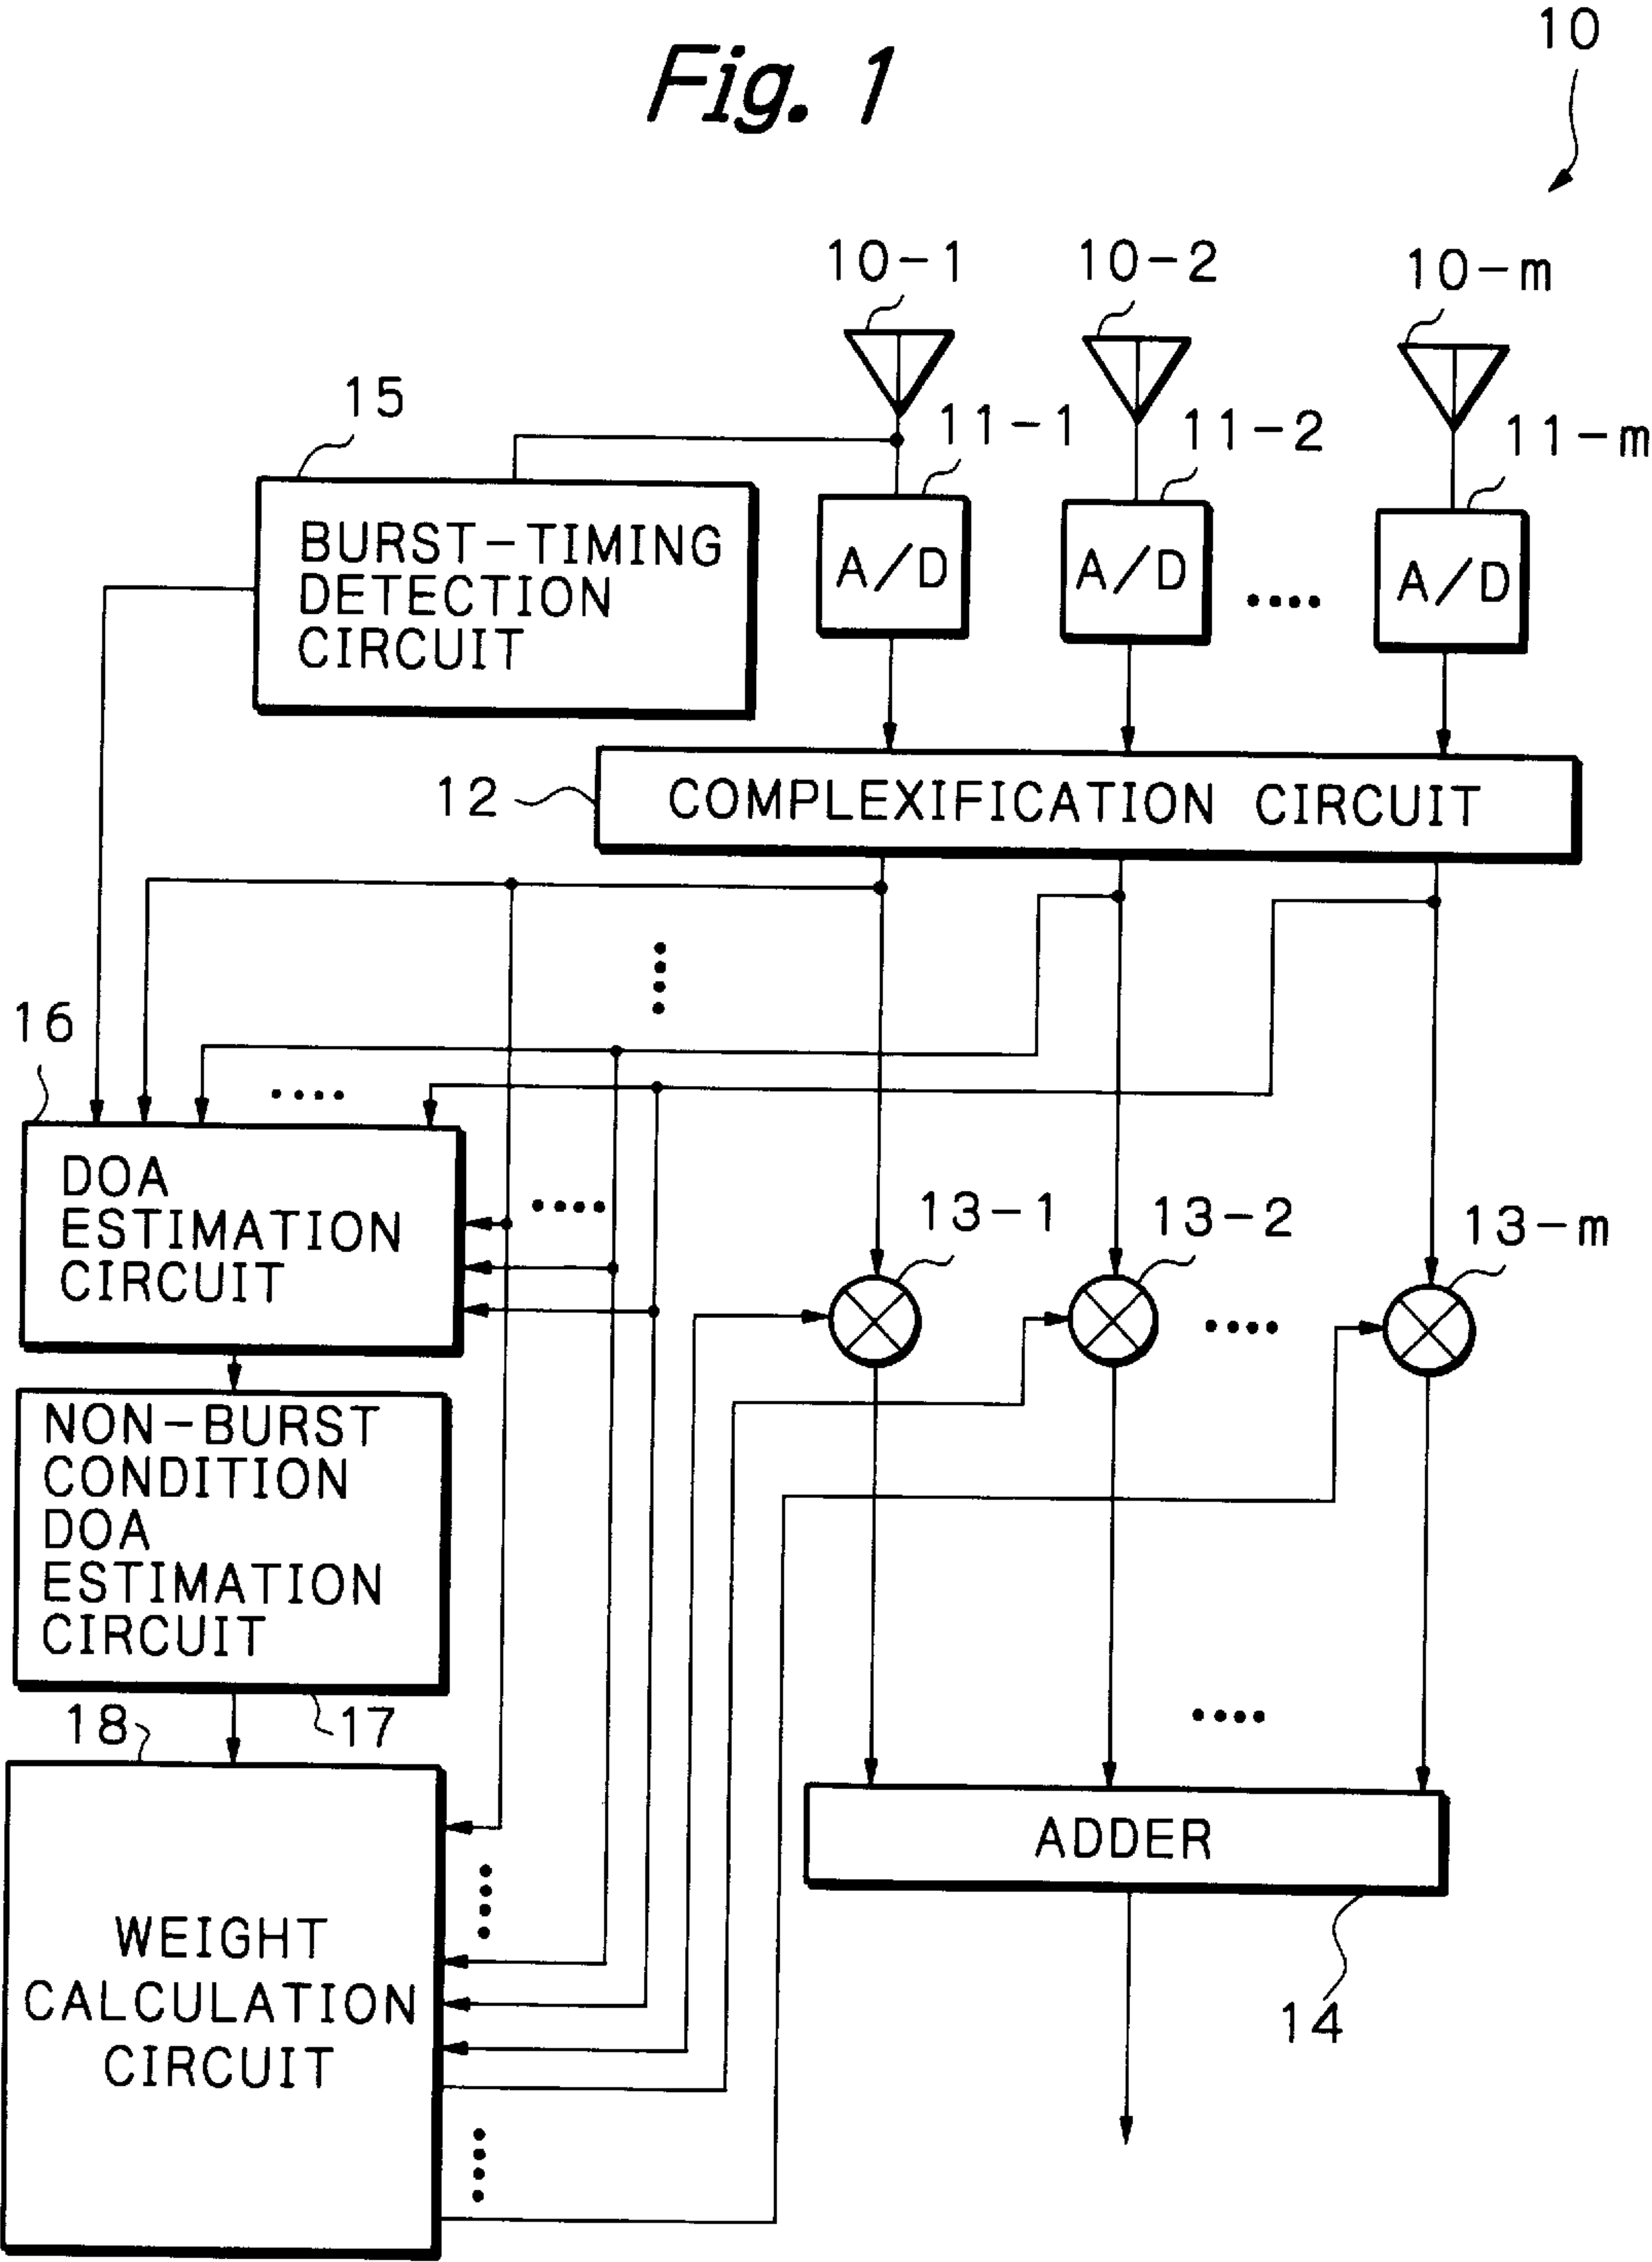 Fig. 1
10
10-1
10-2
10-m
15
11-1
11-2
11-m
BURST-TIMING
DETECTION
CIRCUIT
A/D
A/D
A/D
12
COMPLEXIFICATION CIRCUIT
16
DOA
ESTIMATION
CIRCUIT
13-1
13-2
13-m
NON-BURST
CONDITION
DOA
ESTIMATION
CIRCUIT
18
17
ADDER
WEIGHT
CALCULATION
CIRCUIT
14